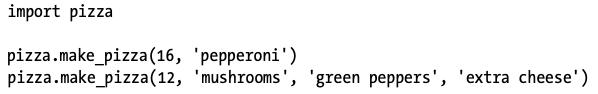 import pizza
pizza.make_pizza(16, 'pepperoni')
pizza.make_pizza(12, 'mushrooms', 'green peppers', 'extra cheese')